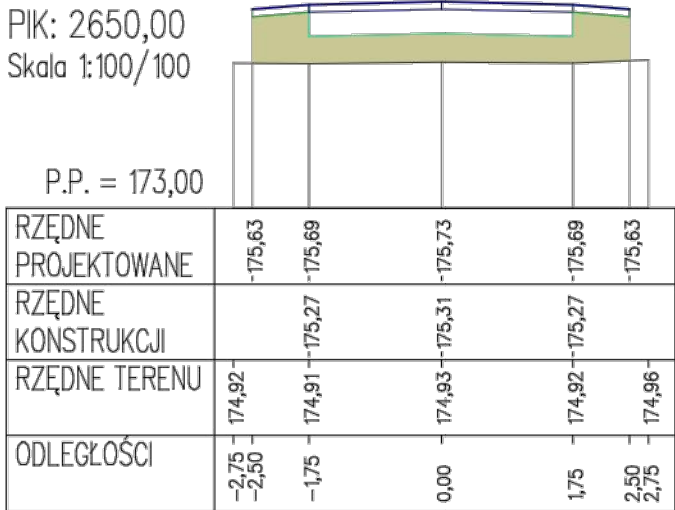 PIK: 2650,00
Skala 1:100/100
P.P. = 173,00
RZĘDNE PROJEKTOWANE
-175,63 -175,69 -175,73 -175,69 -175,63
RZĘDNE KONSTRUKCJI
-175,27 -175,31 -175,27
RZĘDNE TERENU
174,92 174,91 174,93 174,92 174,96
ODLEGŁOŚCI
-2,75 -2,50 -1,75 0,00 1,75 2,50 2,75